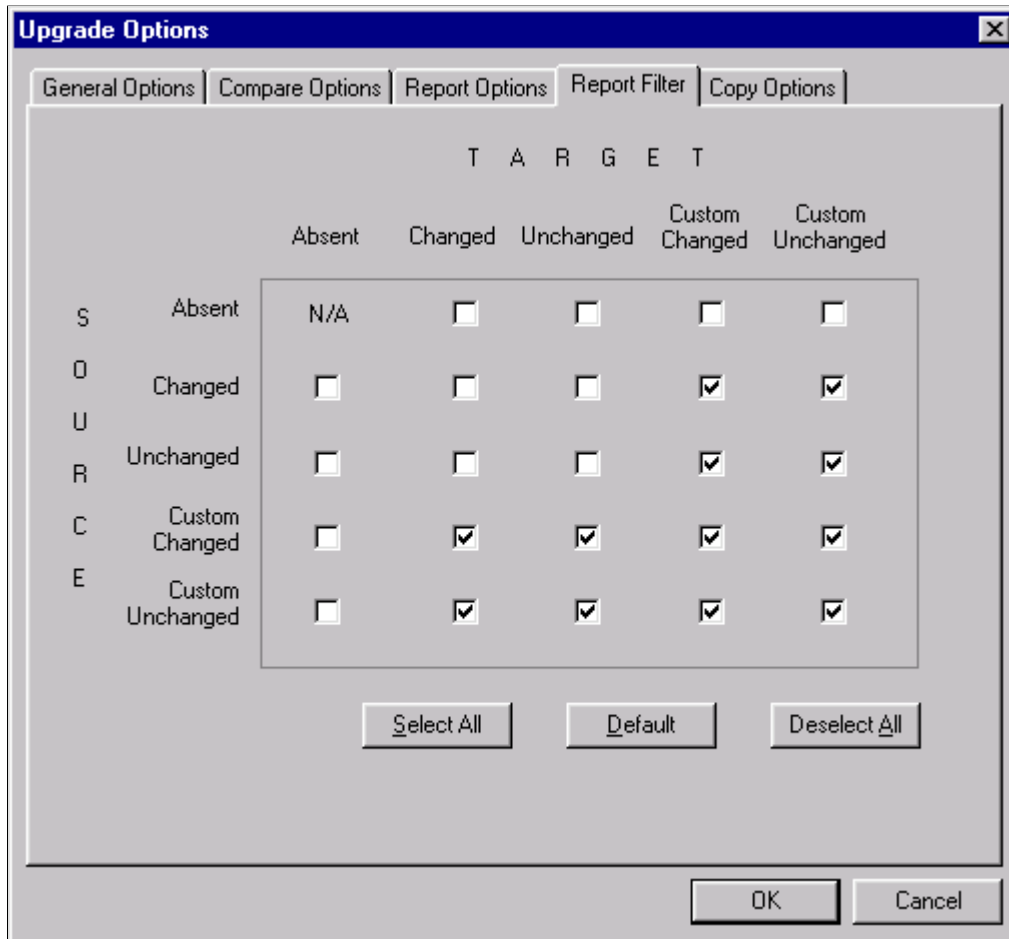 Upgrade Options
General Options
Compare Options
Report Options
Report Filter
Copy Options
T A R G E T
Absent
Changed
Unchanged
Custom
Changed
Custom
Unchanged
S
O
U
R
C
E
Absent
N/A
Changed
Unchanged
Custom
Changed
Custom
Unchanged
Select All
Default
Deselect All
OK
Cancel